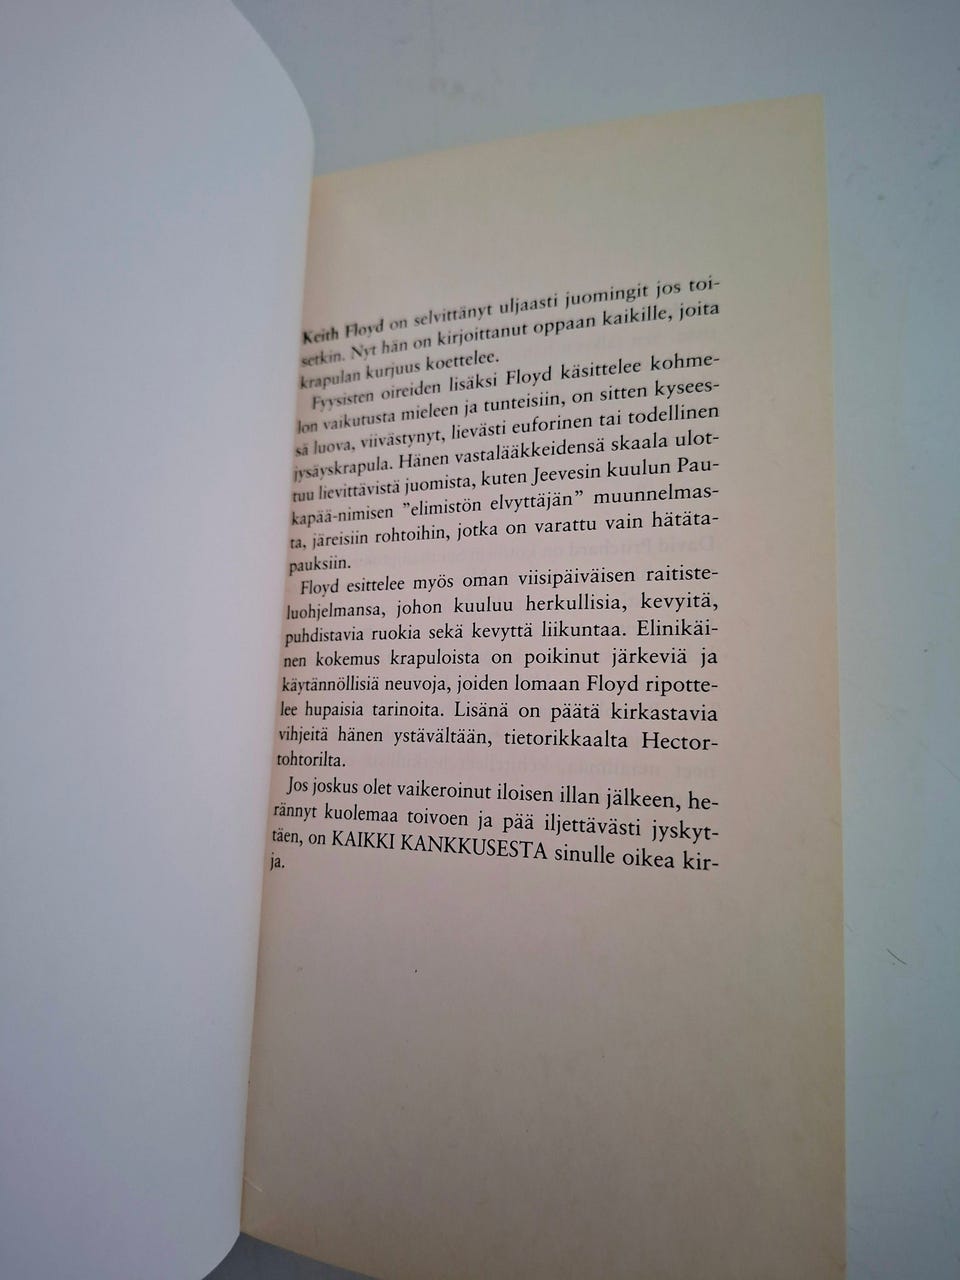 Keith Floyd on selvittänyt uljaasti juomingit jos toi-
setkin. Nyt hän on kirjoittanut oppaan kaikille, joita
krapulan kurjuus koettelee.
Fyysisten oireiden lisäksi Floyd käsittelee kohme-
lon vaikutusta mieleen ja tunteisiin, on sitten kysees-
sä luova, viivästynyt, lievästi euforinen tai todellinen
jysäyskrapula. Hänen vastalääkkeidensä skaala ulot-
tuu lievittävistä juomista, kuten Jeevesin kuulun Pau-
kapää-nimisen ”elimistön elvyttäjän” muunnelmas-
ta, järeisiin rohtoihin, jotka on varattu vain hätäta-
pauksiin.
Floyd esittelee myös oman viisipäiväisen raitiste-
luohjelmansa, johon kuuluu herkullisia, kevyitä,
puhdistavia ruokia sekä kevyttä liikuntaa. Elinikäi-
nen kokemus krapuloista on poikinut järkeviä ja
käytännöllisiä neuvoja, joiden lomaan Floyd ripotte-
lee hupaisia tarinoita. Lisänä on päätä kirkastavia
vihjeitä hänen ystävältään, tietorikkaalta Hector-
tohtorilta.
Jos joskus olet vaikeroinut iloisen illan jälkeen, he-
rännyt kuolemaa toivoen ja pää iljettävästi jyskyt-
täen, on KAIKKI KANKKUSESTA sinulle oikea kir-
ja.